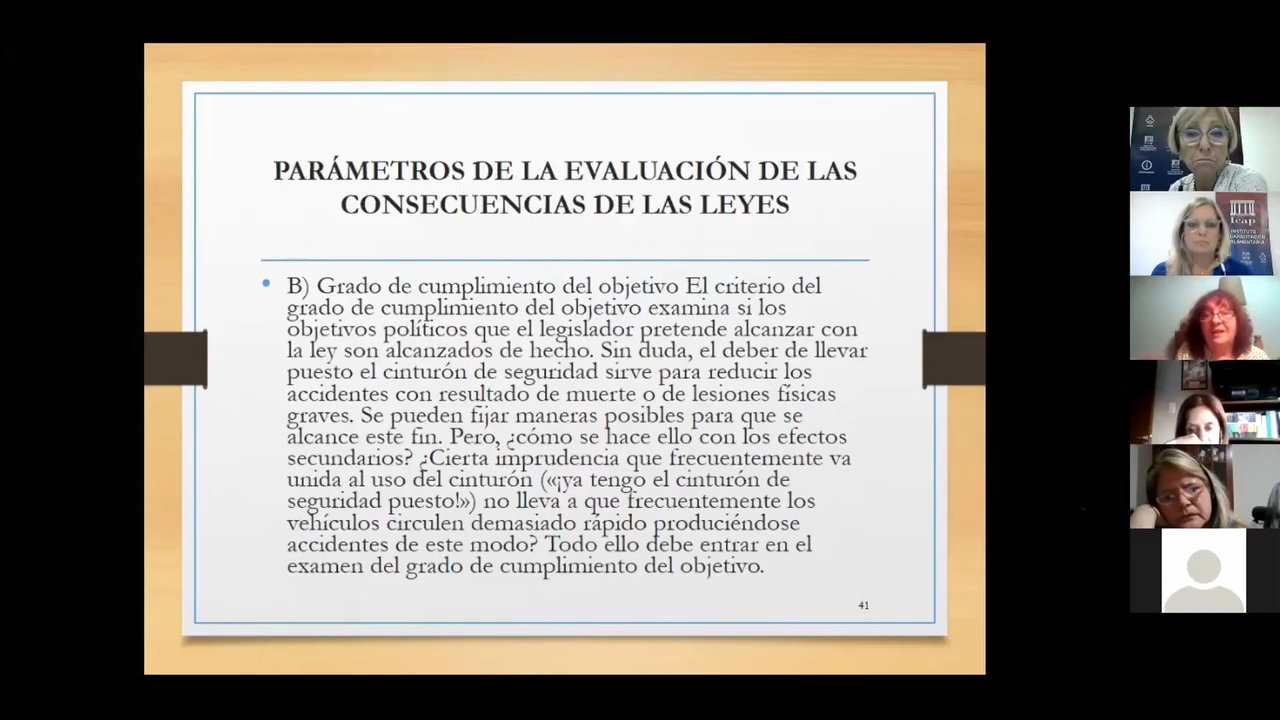 PARÁMETROS DE LA EVALUACIÓN DE LAS
CONSECUENCIAS DE LAS LEYES
• B) Grado de cumplimiento del objetivo El criterio del
grado de cumplimiento del objetivo examina si los
objetivos políticos que el legislador pretende alcanzar con
la ley son alcanzados de hecho. Sin duda, el deber de llevar
puesto el cinturón de seguridad sirve para reducir los
accidentes con resultado de muerte o de lesiones físicas
graves. Se pueden fijar maneras posibles para que se
alcance este fin. Pero, ¿cómo se hace ello con los efectos
secundarios? ¿Cierta imprudencia que frecuentemente va
unida al uso del cinturón («¡ya tengo el cinturón de
seguridad puesto!») no lleva a que frecuentemente los
vehículos circulen demasiado rápido produciéndose
accidentes de este modo? Todo ello debe entrar en el
examen del grado de cumplimiento del objetivo.
41
Icap
INSTITUTO